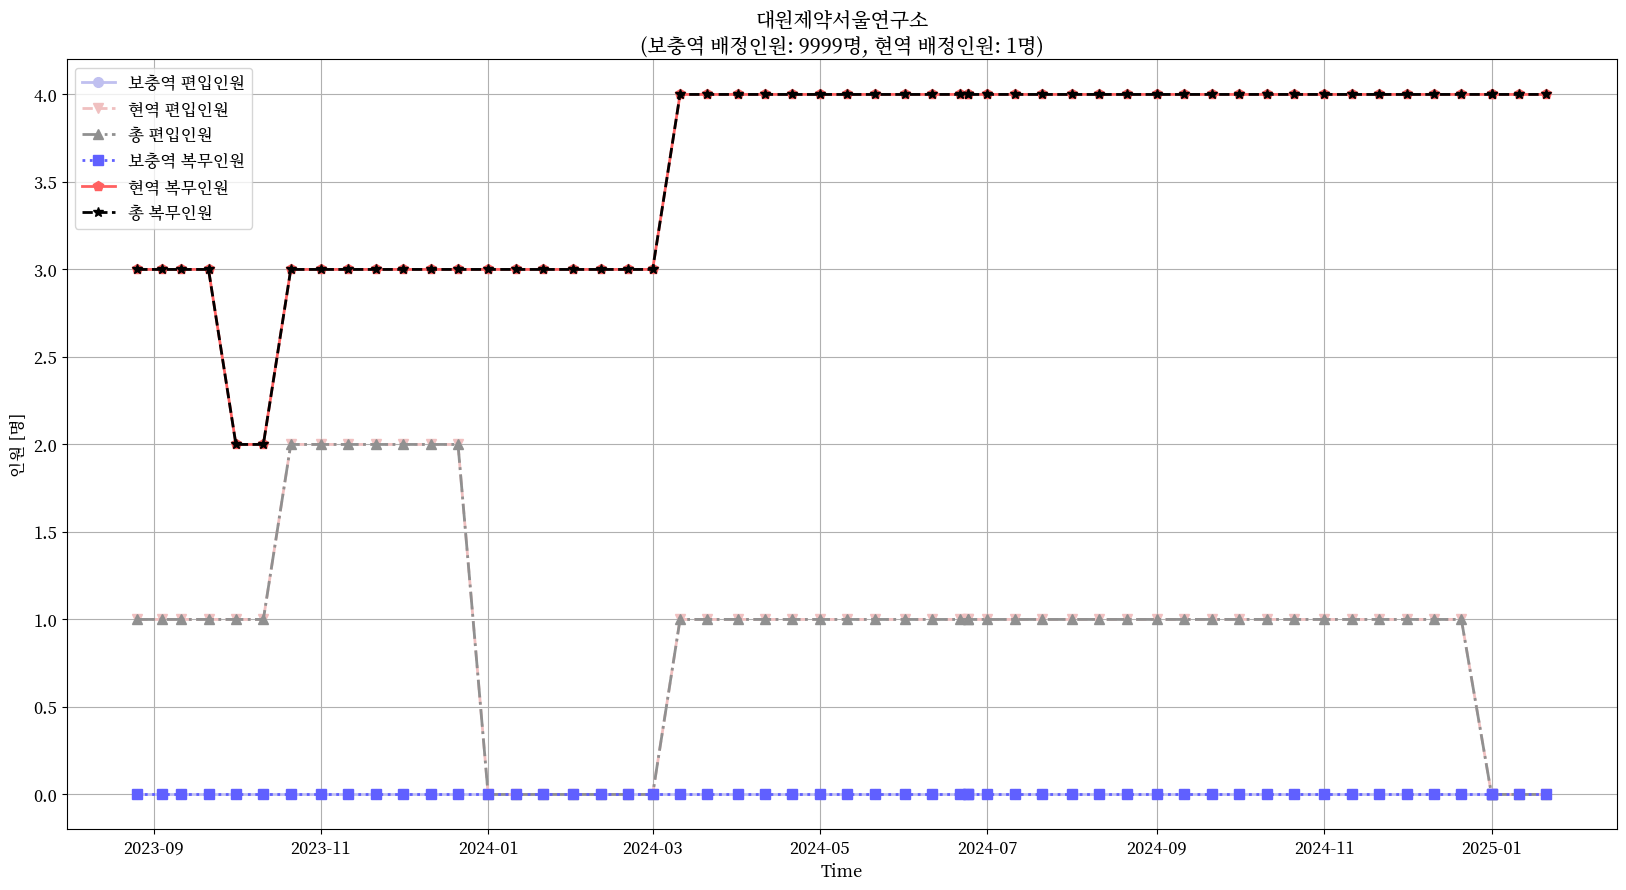 대원제약서울연구소
(보충역 배정인원: 9999명, 현역 배정인원: 1명)
보충역 편입인원
현역 편입인원
총 편입인원
보충역 복무인원
현역 복무인원
총 복무인원
인원 [명]
4.0
3.5
3.0
2.5
2.0
1.5
1.0
0.5
0.0
2023-09
2023-11
2024-01
2024-03
2024-05
2024-07
2024-09
2024-11
2025-01
Time